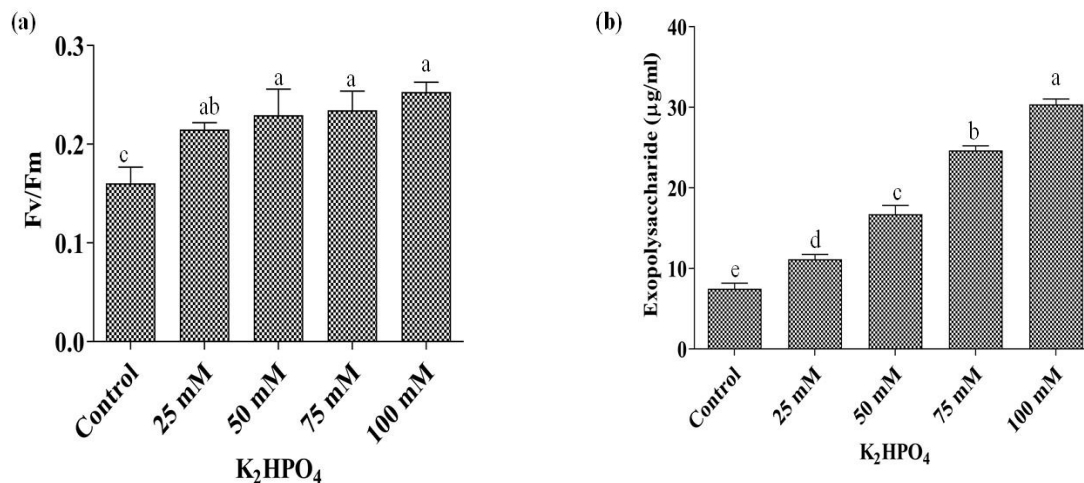 (a)
Fv/Fm
0.3
0.2
0.1
0.0
c
ab
a
a
a
Control
25 mM
50 mM
75 mM
100 mM
K₂HPO₄
(b)
Exopolysaccharide (µg/ml)
40
30
20
10
0
e
d
c
b
a
Control
25 mM
50 mM
75 mM
100 mM
K₂HPO₄